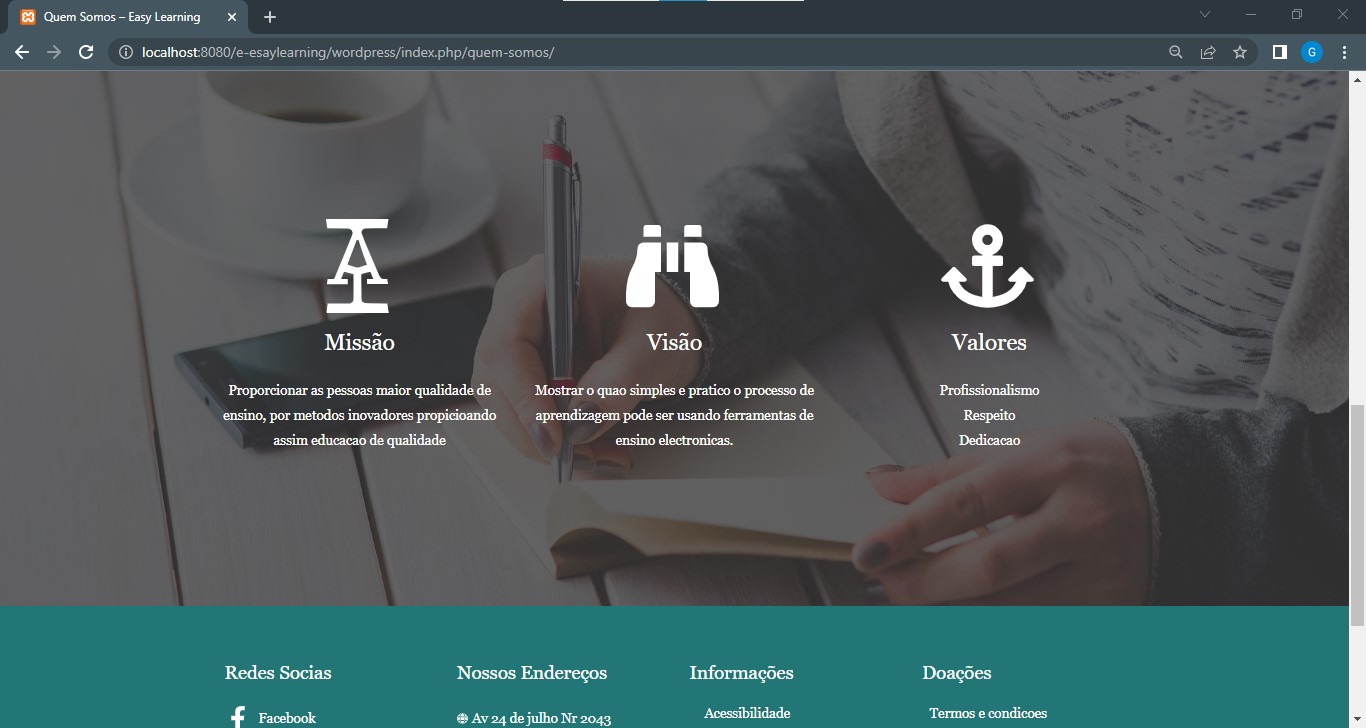 Quem Somos – Easy Learning
localhost:8080/e-esaylearning/wordpress/index.php/quem-somos/
G
Missão
Proporcionar as pessoas maior qualidade de
ensino, por metodos inovadores propicioando
assim educacao de qualidade
Visão
Mostrar o quao simples e pratico o processo de
aprendizagem pode ser usando ferramentas de
ensino electronicas.
Valores
Profissionalismo
Respeito
Dedicacao
Redes Socias
Facebook
Nossos Endereços
Av 24 de julho Nr 2043
Informações
Acessibilidade
Doações
Termos e condicoes